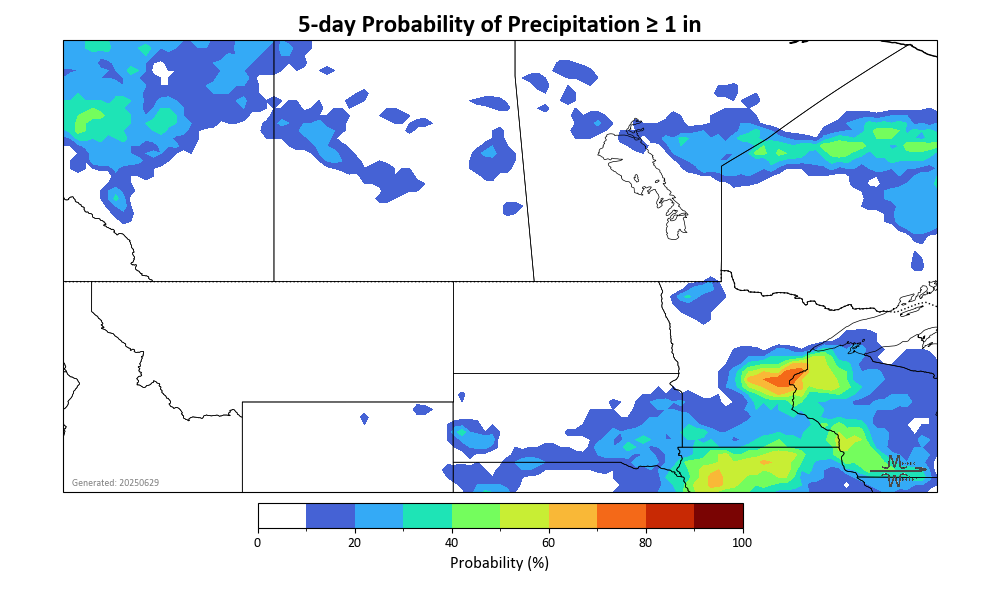 5-day Probability of Precipitation ≥ 1 in
Generated: 20250629
0 20 40 60 80 100
Probability (%)